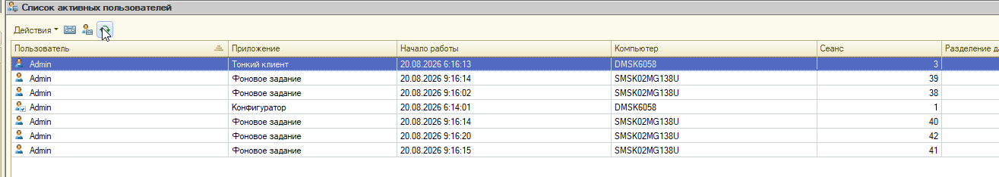 Список активных пользователей
Действия
Пользователь Приложение Начало работы Компьютер Сеанс Разделение да
Admin Тонкий клиент 20.08.2026 6:16:13 DMSK6058 3
Admin Фоновое задание 20.08.2026 9:16:14 SMSK02MG138U 39
Admin Фоновое задание 20.08.2026 9:16:02 SMSK02MG138U 38
Admin Конфигуратор 20.08.2026 6:14:01 DMSK6058 1
Admin Фоновое задание 20.08.2026 9:16:14 SMSK02MG138U 40
Admin Фоновое задание 20.08.2026 9:16:20 SMSK02MG138U 42
Admin Фоновое задание 20.08.2026 9:16:15 SMSK02MG138U 41